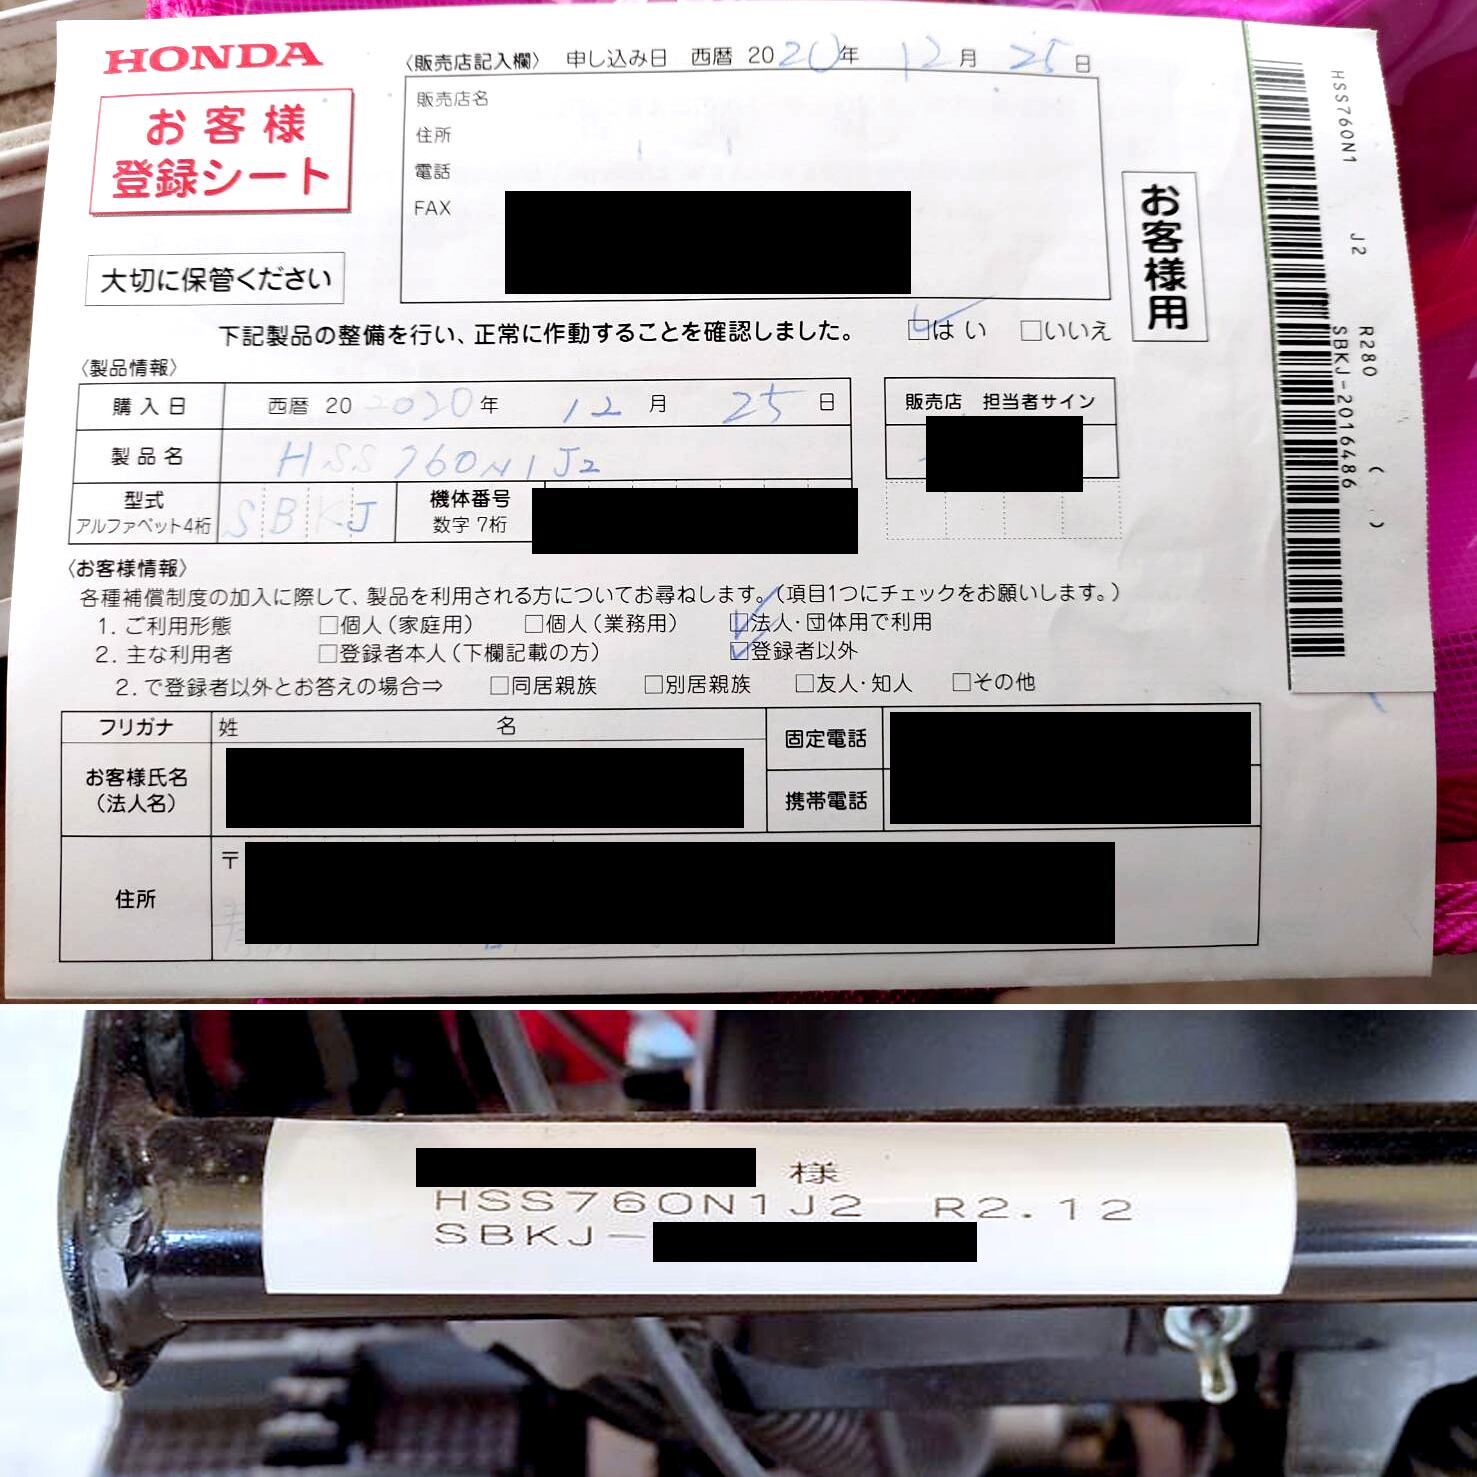 HONDA
お客様
登録シート
大切に保管ください
〈販売店記入欄〉 申し込み日 西暦 2020年 12月 25日
販売店名
住所
電話
FAX
お客様用
下記製品の整備を行い、正常に作動することを確認しました。 □はい □いいえ
〈製品情報〉
購入日 西暦 20 2020年 12月 25日
製品名 HSS760N1J2
型式 SBKJ
アルファベット4桁
機体番号
数字 7桁
販売店 担当者サイン
〈お客様情報〉
各種補償制度の加入に際して、製品を利用される方についてお尋ねします。(項目1つにチェックをお願いします。)
1. ご利用形態 □個人(家庭用) □個人(業務用) □法人・団体用で利用
2. 主な利用者 □登録者本人(下欄記載の方) □登録者以外
2. で登録者以外とお答えの場合⇒ □同居親族 □別居親族 □友人・知人 □その他
フリガナ 姓 名
お客様氏名
(法人名)
固定電話
携帯電話
住所 〒
HSS760N1 J2 R280 ( )
SBKJ-2016486
様
HSS760N1J2 R2.12
SBKJ-